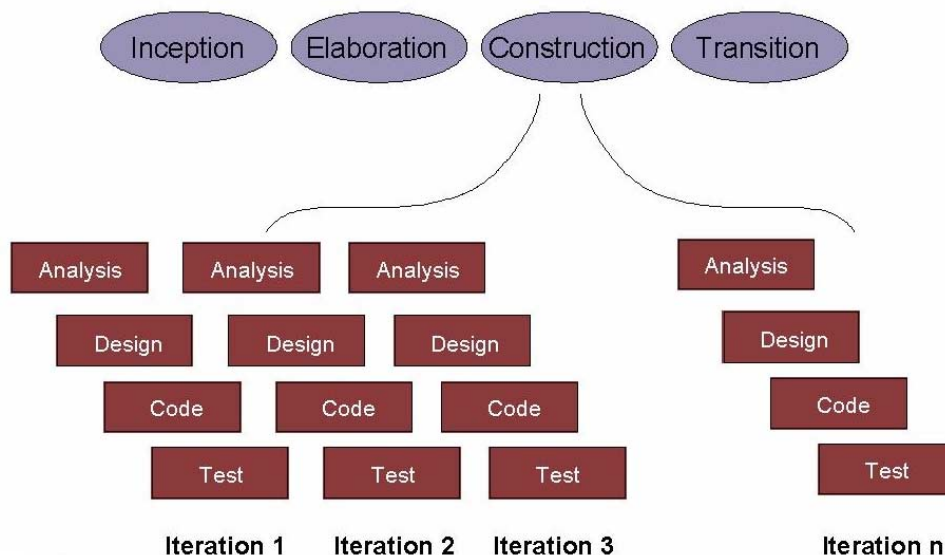 Inception Elaboration Construction Transition
Analysis Analysis Analysis Analysis
Design Design Design Design
Code Code Code Code
Test Test Test Test
Iteration 1 Iteration 2 Iteration 3 Iteration n